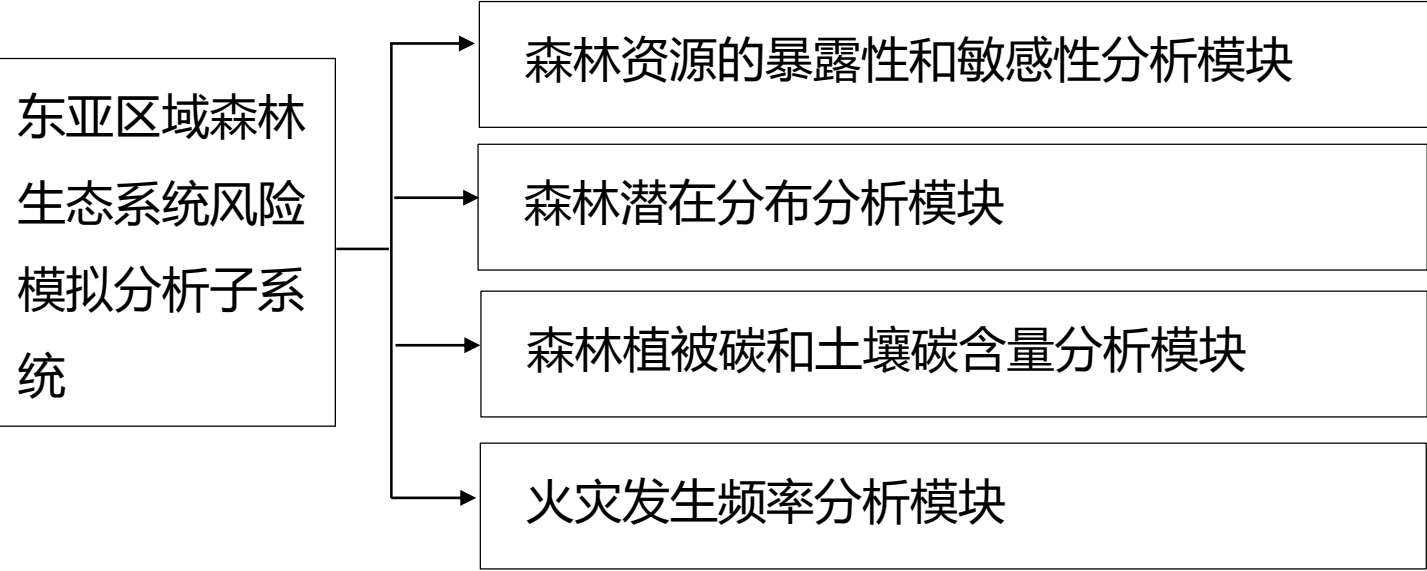 东亚区域森林
生态系统风险
模拟分析子系
统
森林资源的暴露性和敏感性分析模块
森林潜在分布分析模块
森林植被碳和土壤碳含量分析模块
火灾发生频率分析模块